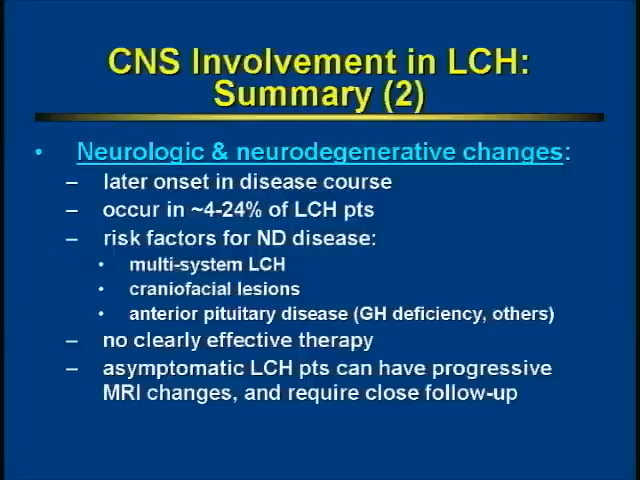 CNS Involvement in LCH:
Summary (2)
• Neurologic & neurodegenerative changes:
– later onset in disease course
– occur in ~4-24% of LCH pts
– risk factors for ND disease:
• multi-system LCH
• craniofacial lesions
• anterior pituitary disease (GH deficiency, others)
– no clearly effective therapy
– asymptomatic LCH pts can have progressive
MRI changes, and require close follow-up